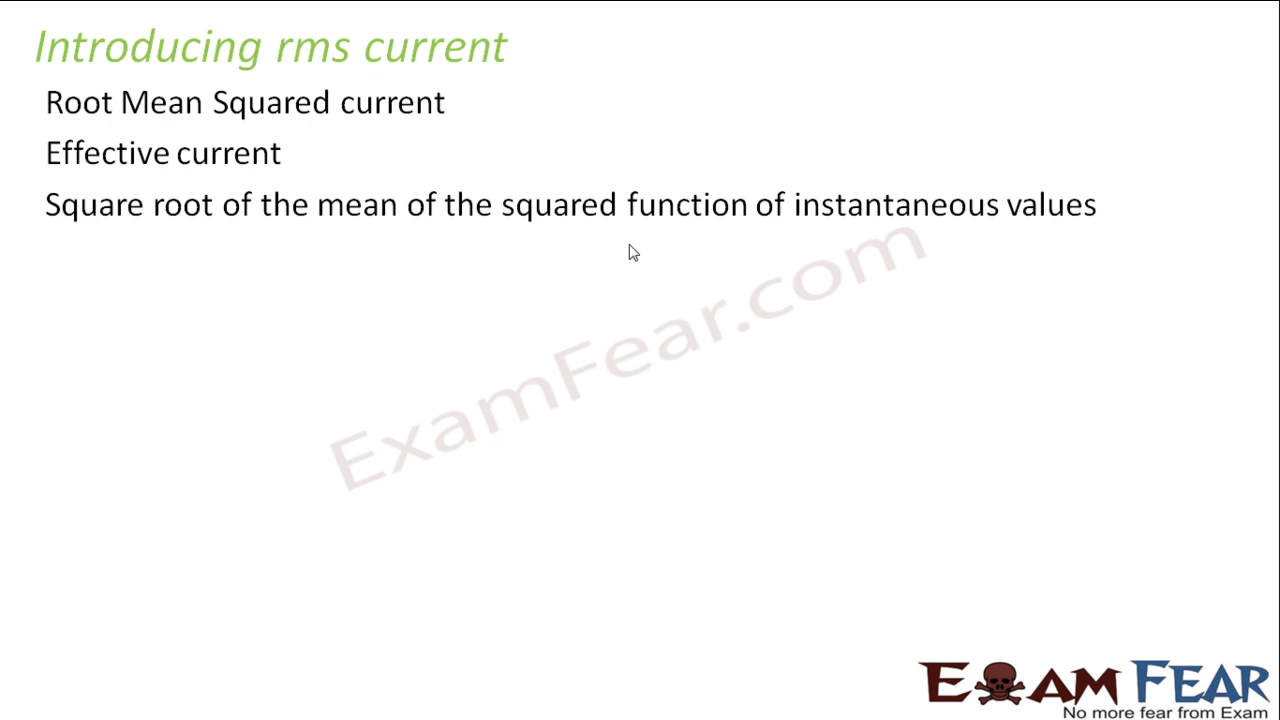 Introducing rms current
Root Mean Squared current
Effective current
Square root of the mean of the squared function of instantaneous values
ExamFear.com
EXAM FEAR
No more fear from Exam